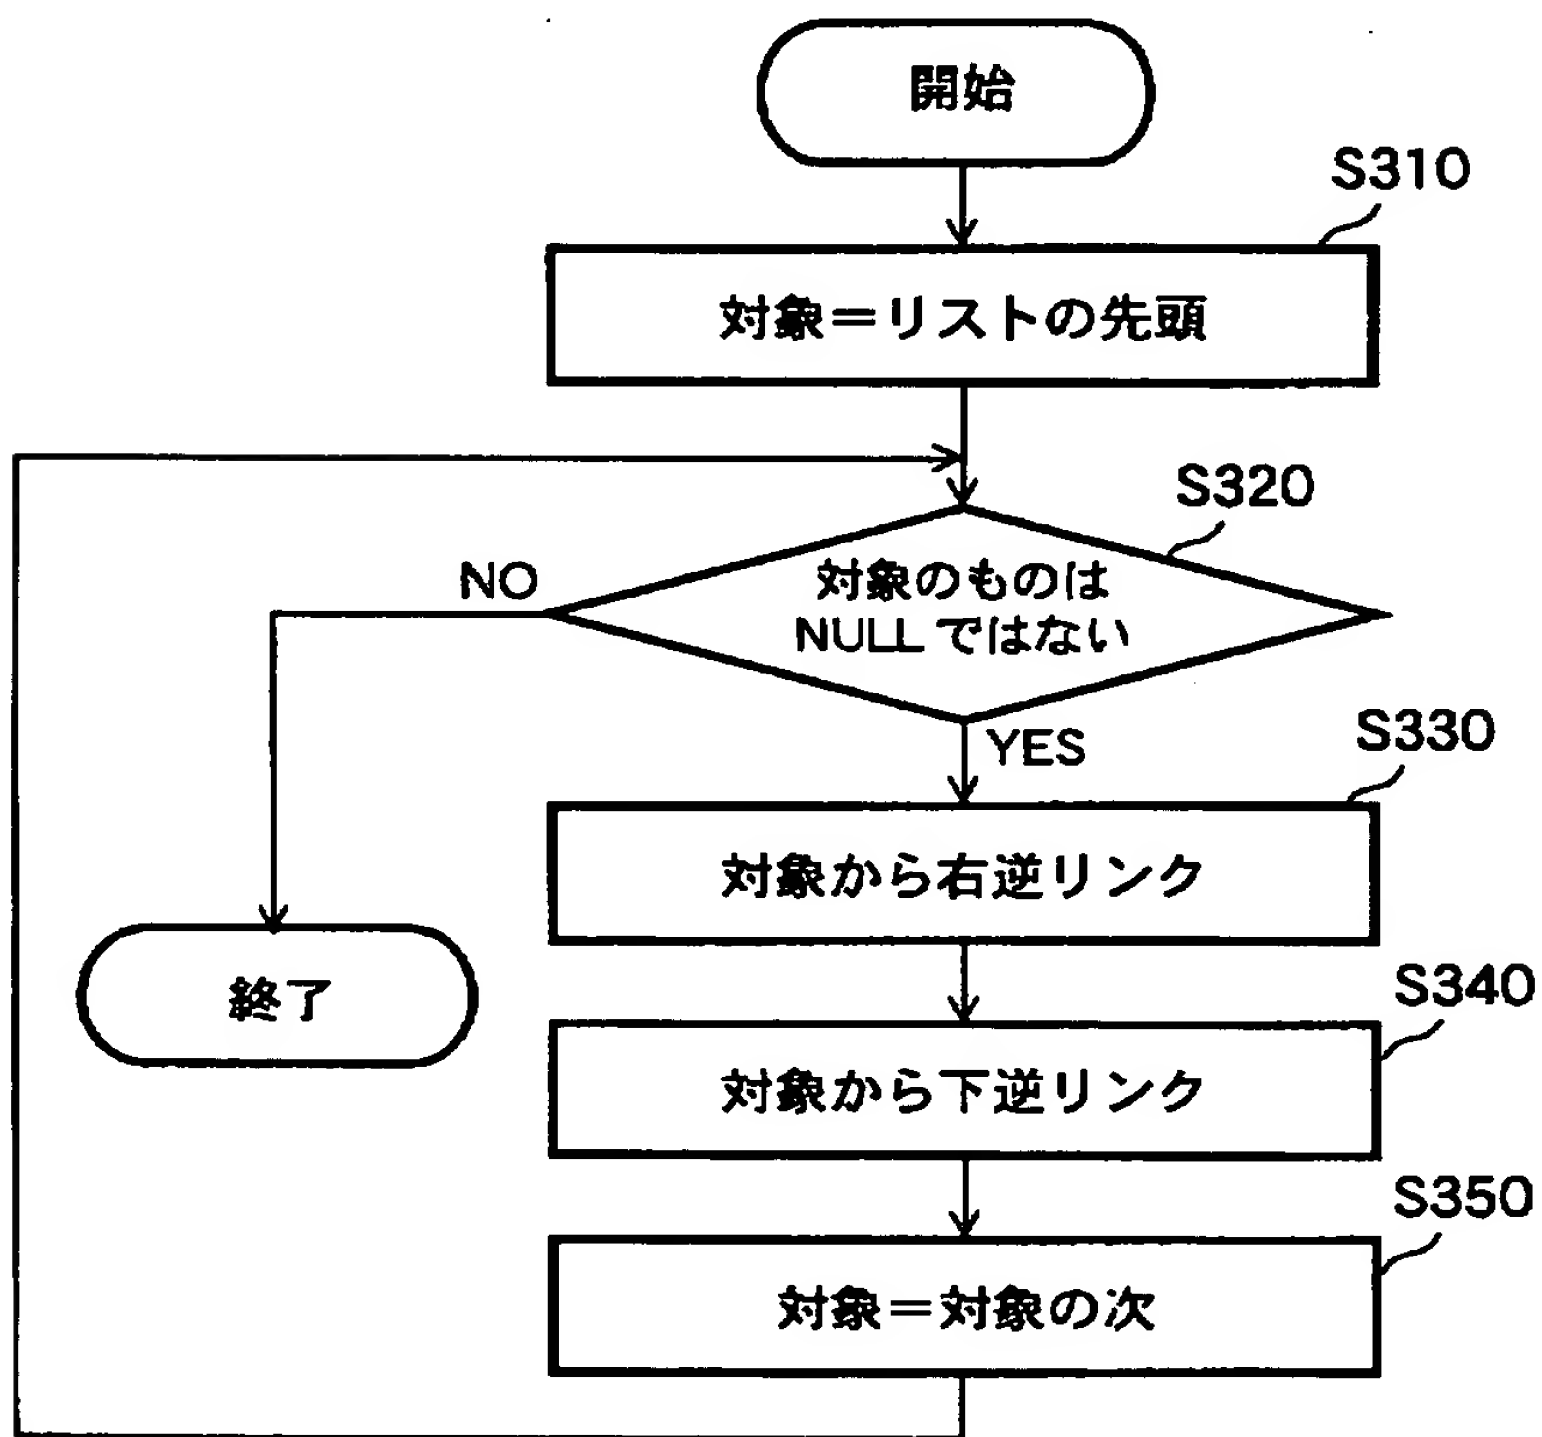 開始
S310
対象＝リストの先頭
S320
NO
対象のものは
NULLではない
YES
S330
対象から右逆リンク
S340
対象から下逆リンク
終了
S350
対象＝対象の次